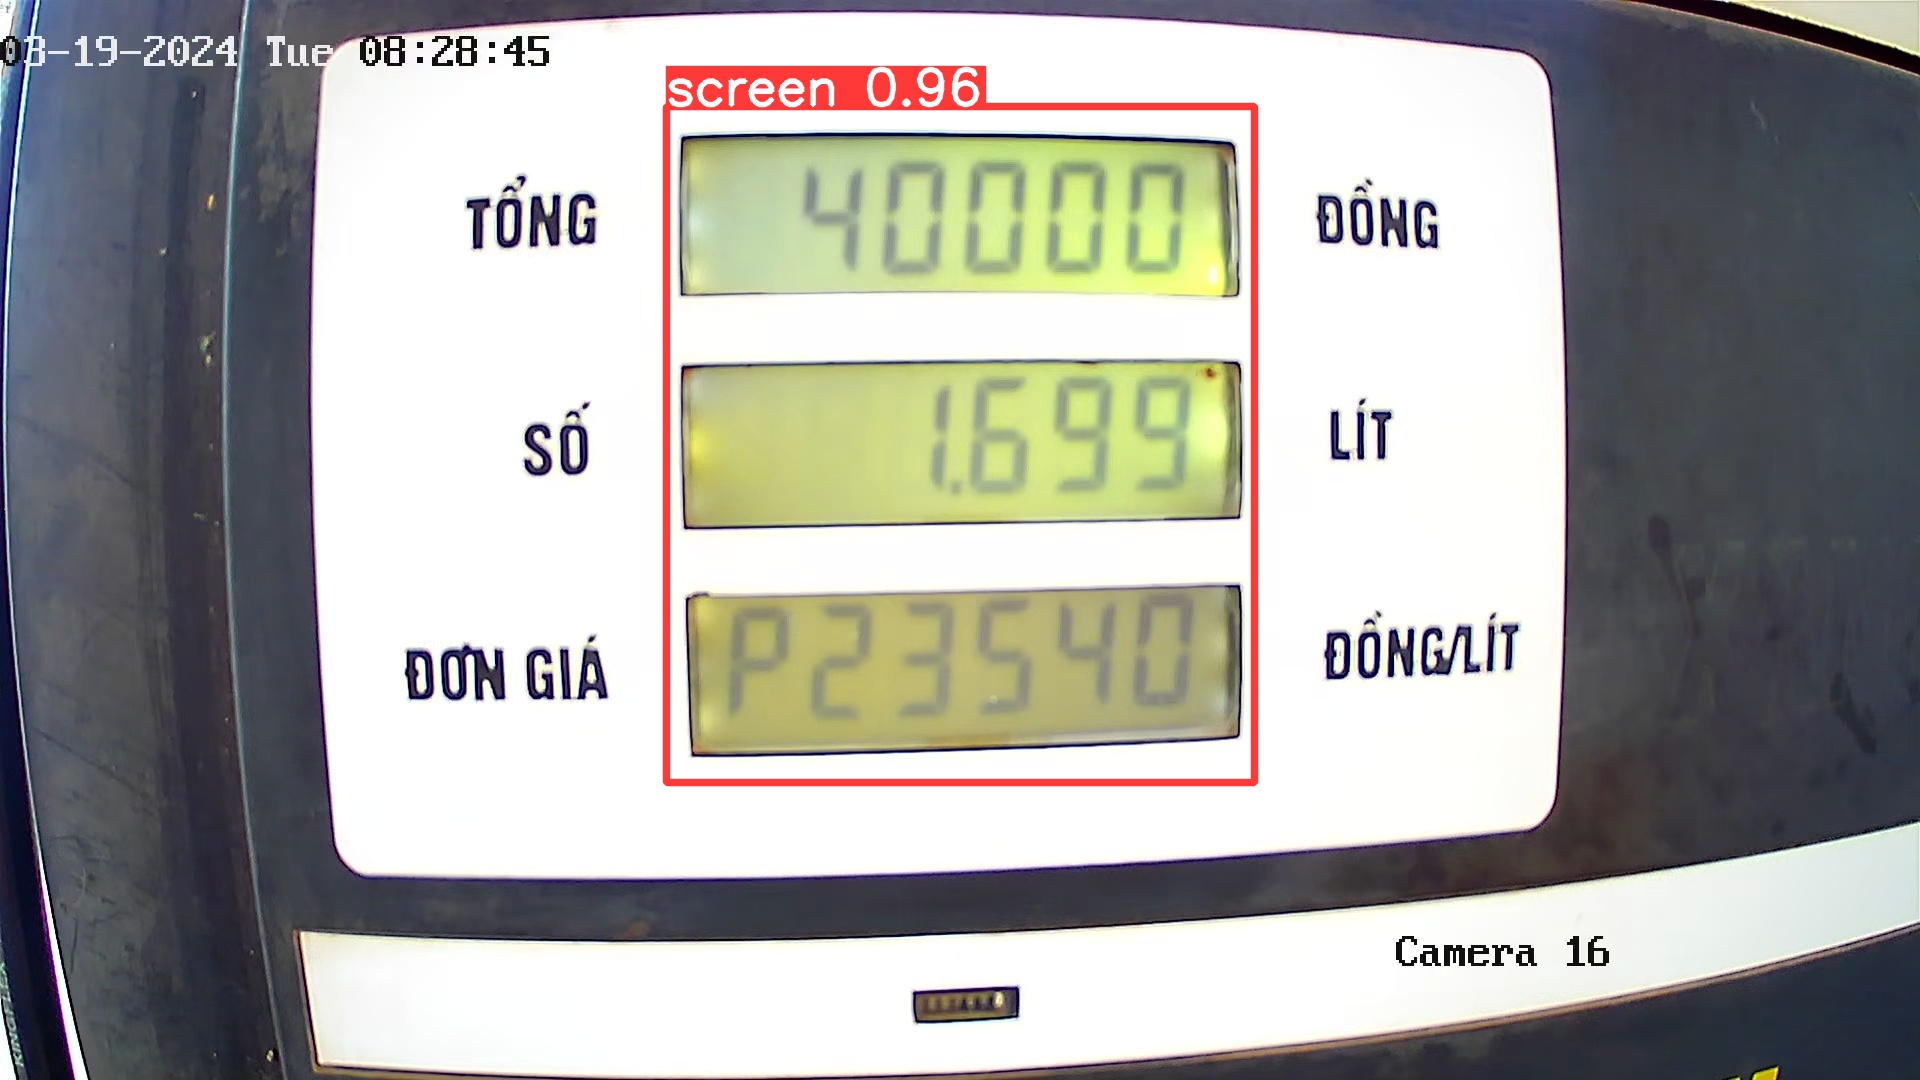 03-19-2024 Tue 08:28:45
screen 0.96
TỔNG 40000 ĐỒNG
SỐ 1.699 LÍT
ĐƠN GIÁ P23540 ĐỒNG/LÍT
Camera 16